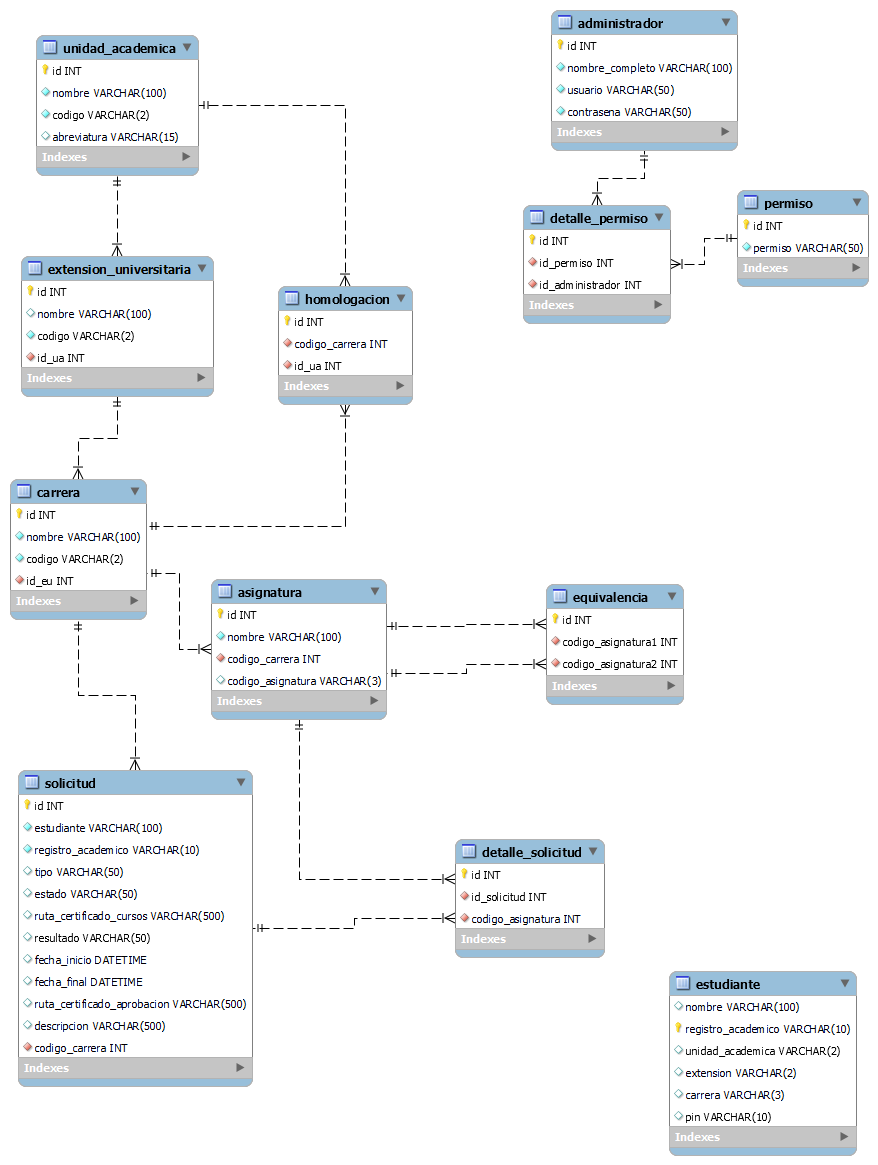 unidad_academica
id INT
nombre VARCHAR(100)
codigo VARCHAR(2)
abreviatura VARCHAR(15)
Indexes
administrador
id INT
nombre_completo VARCHAR(100)
usuario VARCHAR(50)
contrasena VARCHAR(50)
Indexes
detalle_permiso
id INT
id_permiso INT
id_administrador INT
Indexes
permiso
id INT
permiso VARCHAR(50)
Indexes
extension_universitaria
id INT
nombre VARCHAR(100)
codigo VARCHAR(2)
id_ua INT
Indexes
homologacion
id INT
codigo_carrera INT
id_ua INT
Indexes
carrera
id INT
nombre VARCHAR(100)
codigo VARCHAR(2)
id_eu INT
Indexes
asignatura
id INT
nombre VARCHAR(100)
codigo_carrera INT
codigo_asignatura VARCHAR(3)
Indexes
equivalencia
id INT
codigo_asignatura1 INT
codigo_asignatura2 INT
Indexes
solicitud
id INT
estudiante VARCHAR(100)
registro_academico VARCHAR(10)
tipo VARCHAR(50)
estado VARCHAR(50)
ruta_certificado_cursos VARCHAR(500)
resultado VARCHAR(50)
fecha_inicio DATETIME
fecha_final DATETIME
ruta_certificado_aprobacion VARCHAR(500)
descripcion VARCHAR(500)
codigo_carrera INT
Indexes
detalle_solicitud
id INT
id_solicitud INT
codigo_asignatura INT
Indexes
estudiante
nombre VARCHAR(100)
registro_academico VARCHAR(10)
unidad_academica VARCHAR(2)
extension VARCHAR(2)
carrera VARCHAR(3)
pin VARCHAR(10)
Indexes